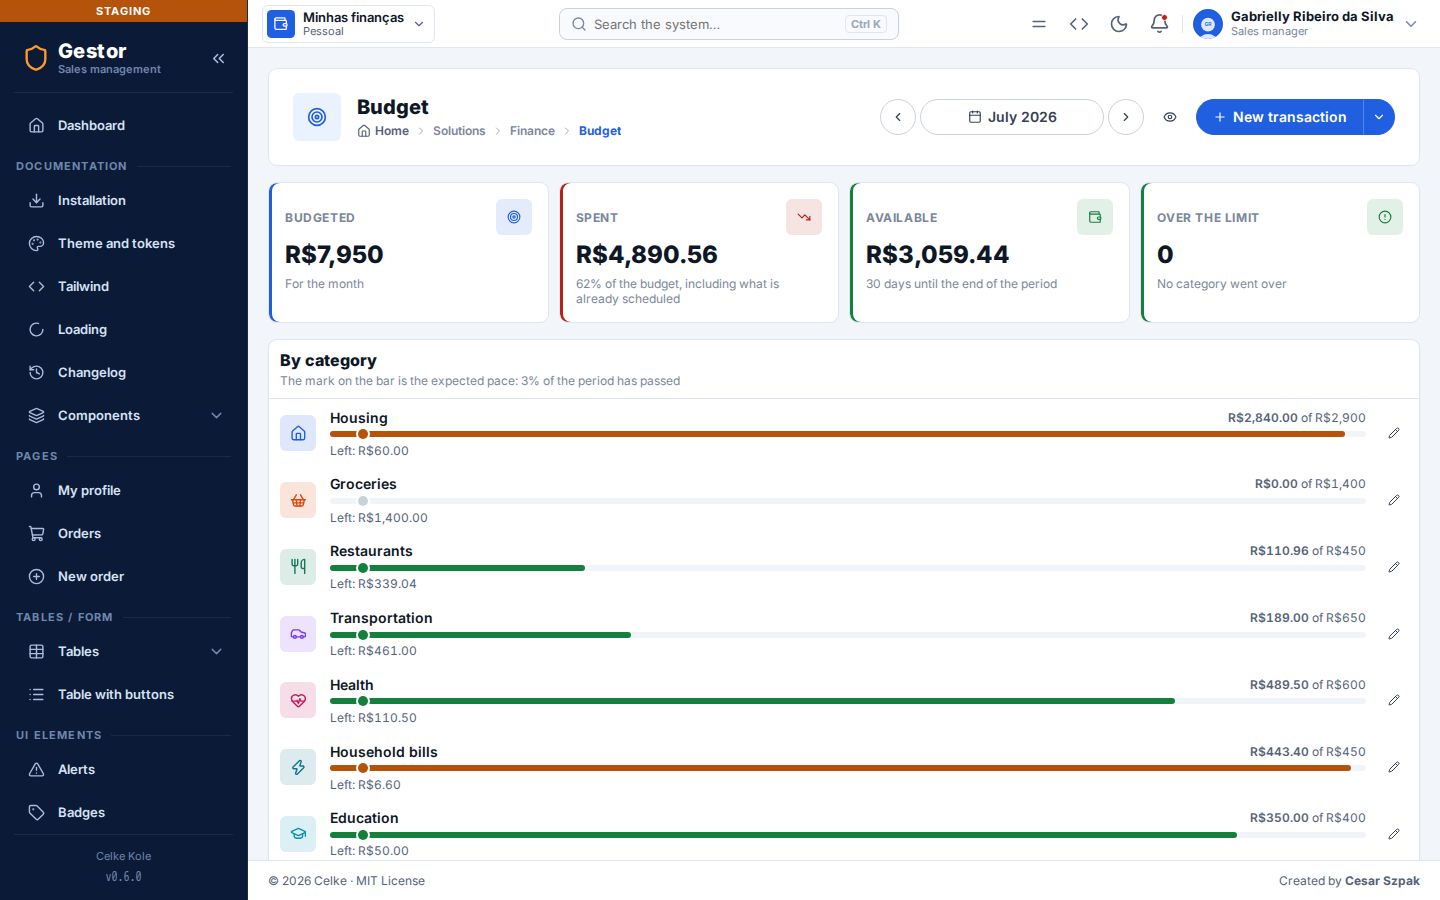 STAGING
Gestor
Sales management
Dashboard
DOCUMENTATION
Installation
Theme and tokens
Tailwind
Loading
Changelog
Components
PAGES
My profile
Orders
New order
TABLES / FORM
Tables
Table with buttons
UI ELEMENTS
Alerts
Badges
Celke Kole
v0.6.0
Minhas finanças
Pessoal
Search the system...
Ctrl K
GR
Gabrielly Ribeiro da Silva
Sales manager
Budget
Home
Solutions
Finance
Budget
July 2026
New transaction
BUDGETED
R$7,950
For the month
SPENT
R$4,890.56
62% of the budget, including what is
already scheduled
AVAILABLE
R$3,059.44
30 days until the end of the period
OVER THE LIMIT
0
No category went over
By category
The mark on the bar is the expected pace: 3% of the period has passed
Housing
R$2,840.00 of R$2,900
Left: R$60.00
Groceries
R$0.00 of R$1,400
Left: R$1,400.00
Restaurants
R$110.96 of R$450
Left: R$339.04
Transportation
R$189.00 of R$650
Left: R$461.00
Health
R$489.50 of R$600
Left: R$110.50
Household bills
R$443.40 of R$450
Left: R$6.60
Education
R$350.00 of R$400
Left: R$50.00
© 2026 Celke · MIT License
Created by Cesar Szpak